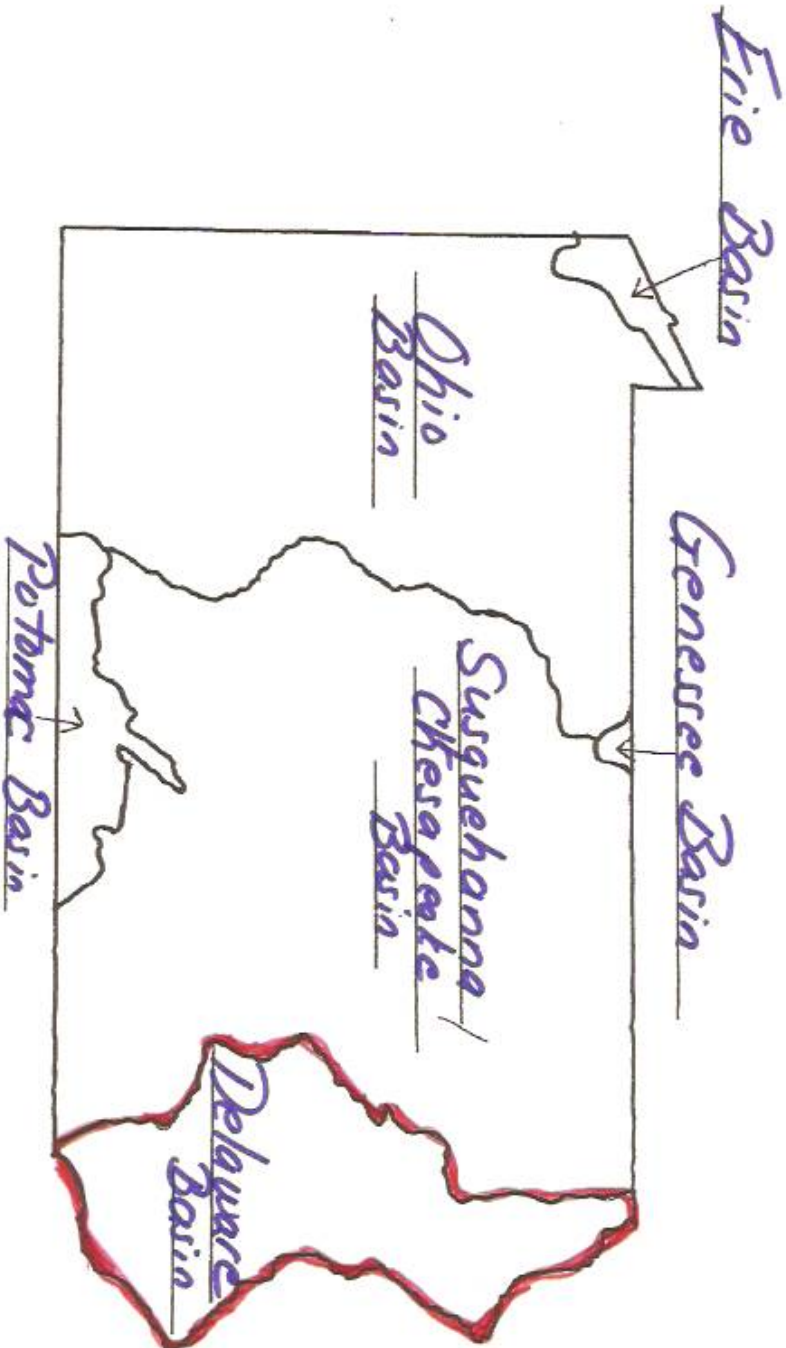 Erie Basin
Genessee Basin
Ohio
Basin
Susquehanna/
Chesapeake
Basin
Delaware
Basin
Potomac Basin